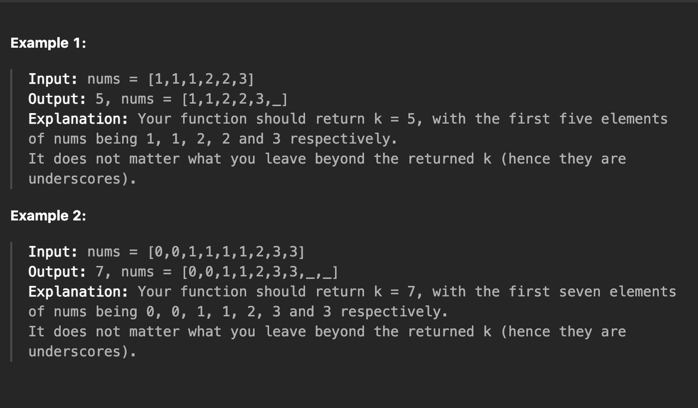 Example 1:
Input: nums = [1,1,1,2,2,3]
Output: 5, nums = [1,1,2,2,3,_]
Explanation: Your function should return k = 5, with the first five elements
of nums being 1, 1, 2, 2 and 3 respectively.
It does not matter what you leave beyond the returned k (hence they are
underscores).
Example 2:
Input: nums = [0,0,1,1,1,1,2,3,3]
Output: 7, nums = [0,0,1,1,2,3,3,_,_]
Explanation: Your function should return k = 7, with the first seven elements
of nums being 0, 0, 1, 1, 2, 3 and 3 respectively.
It does not matter what you leave beyond the returned k (hence they are
underscores).